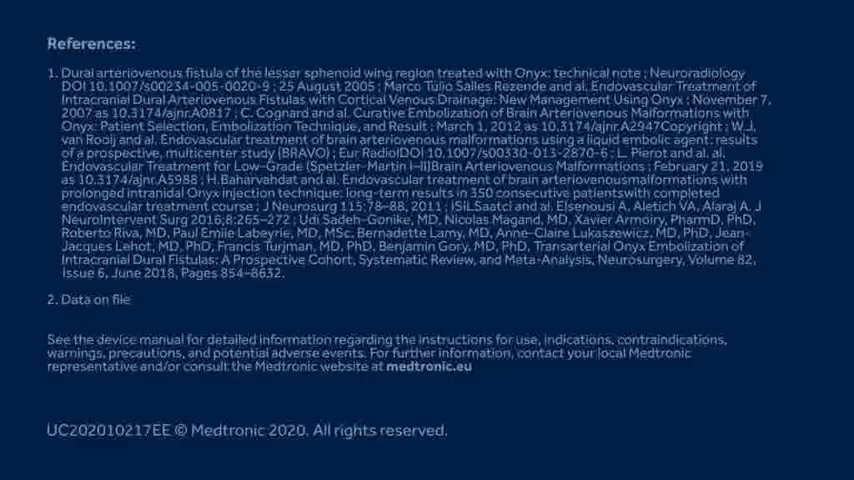 References:
1. Dural arteriovenous fistula of the lesser sphenoid wing region treated with Onyx: technical note ; Neuroradiology
DOI 10.1007/s00234-005-0020-9 ; 25 August 2005 ; Marco Túlio Salles Rezende and al. Endovascular Treatment of
Intracranial Dural Arteriovenous Fistulas with Cortical Venous Drainage: New Management Using Onyx ; November 7,
2007 as 10.3174/ajnr.A0817 ; C. Cognard and al. Curative Embolization of Brain Arteriovenous Malformations with
Onyx: Patient Selection, Embolization Technique, and Result ; March 1, 2012 as 10.3174/ajnr.A2947Copyright ; W.J.
van Rooij and al. Endovascular treatment of brain arteriovenous malformations using a liquid embolic agent: results
of a prospective, multicenter study (BRAVO) ; Eur RadiolDOI 10.1007/s00330-013-2870-6 ; L. Pierot and al. al.
Endovascular Treatment for Low-Grade (Spetzler-Martin I-II)Brain Arteriovenous Malformations ; February 21, 2019
as 10.3174/ajnr.A5988 ; H.Baharvahdat and al. Endovascular treatment of brain arteriovenousmalformations with
prolonged intranidal Onyx injection technique: long-term results in 350 consecutive patientswith completed
endovascular treatment course ; J Neurosurg 115:78–88, 2011 ; ISiLSaatci and al. Elsenousi A, Aletich VA, Alaraj A. J
NeuroIntervent Surg 2016;8:265–272 ; Udi Sadeh-Gonike, MD, Nicolas Magand, MD, Xavier Armoiry, PharmD, PhD,
Roberto Riva, MD, Paul Emile Labeyrie, MD, MSc, Bernadette Lamy, MD, Anne-Claire Lukaszewicz, MD, PhD, Jean-
Jacques Lehot, MD, PhD, Francis Turjman, MD, PhD, Benjamin Gory, MD, PhD, Transarterial Onyx Embolization of
Intracranial Dural Fistulas: A Prospective Cohort, Systematic Review, and Meta-Analysis, Neurosurgery, Volume 82,
Issue 6, June 2018, Pages 854–8632.
2. Data on file
See the device manual for detailed information regarding the instructions for use, indications, contraindications,
warnings, precautions, and potential adverse events. For further information, contact your local Medtronic
representative and/or consult the Medtronic website at medtronic.eu
UC202010217EE © Medtronic 2020. All rights reserved.